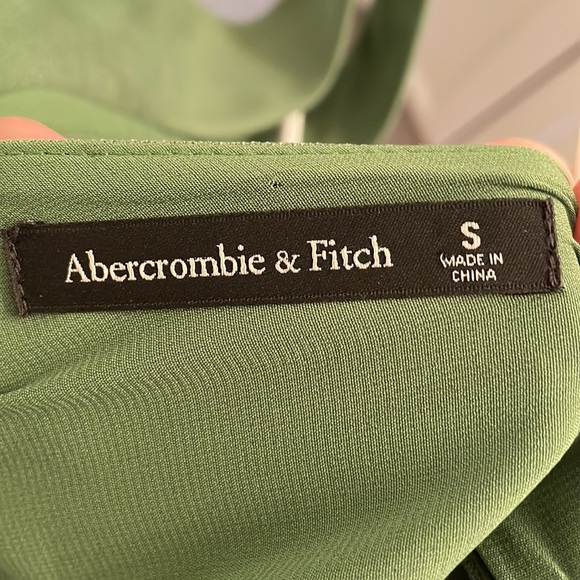 Abercrombie & Fitch
S
MADE IN
CHINA